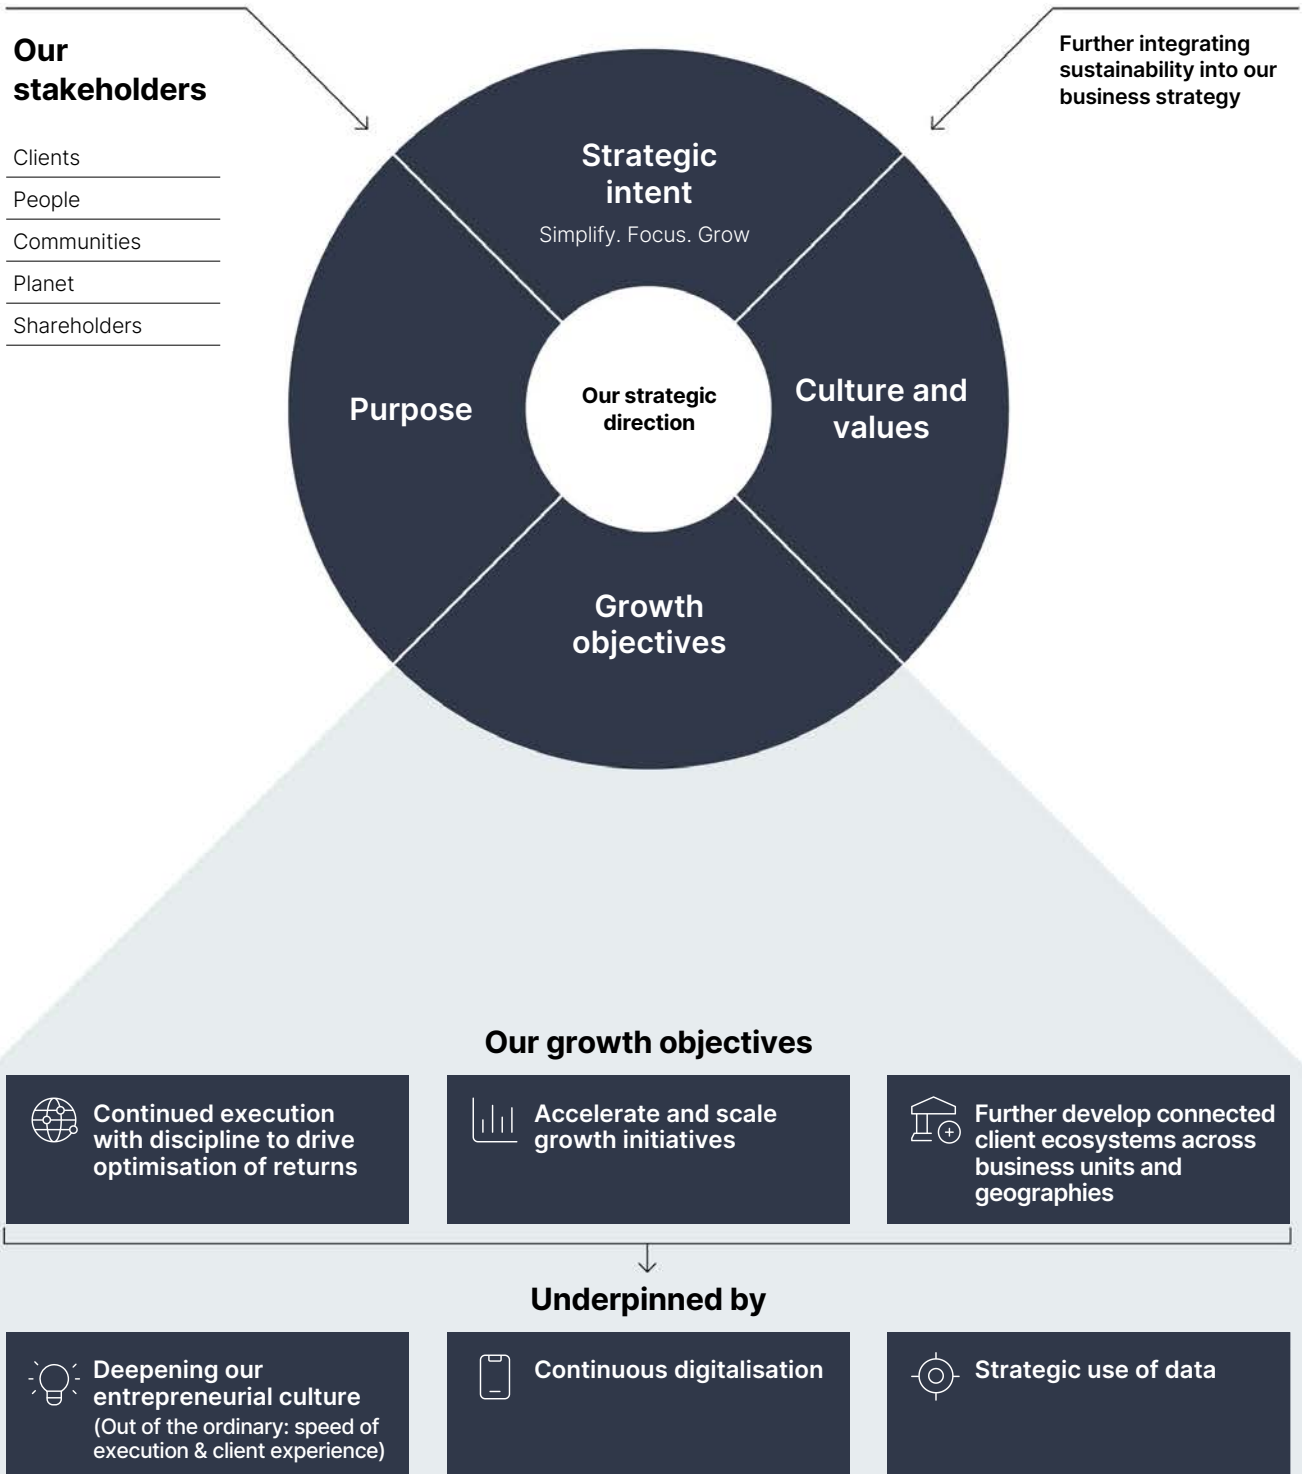 Our
stakeholders
Clients
People
Communities
Planet
Shareholders
Further integrating
sustainability into our
business strategy
Strategic
intent
Simplify. Focus. Grow
Purpose
Our strategic
direction
Culture and
values
Growth
objectives
Our growth objectives
Continued execution
with discipline to drive
optimisation of returns
Accelerate and scale
growth initiatives
Further develop connected
client ecosystems across
business units and
geographies
Underpinned by
Deepening our
entrepreneurial culture
(Out of the ordinary: speed of
execution & client experience)
Continuous digitalisation
Strategic use of data